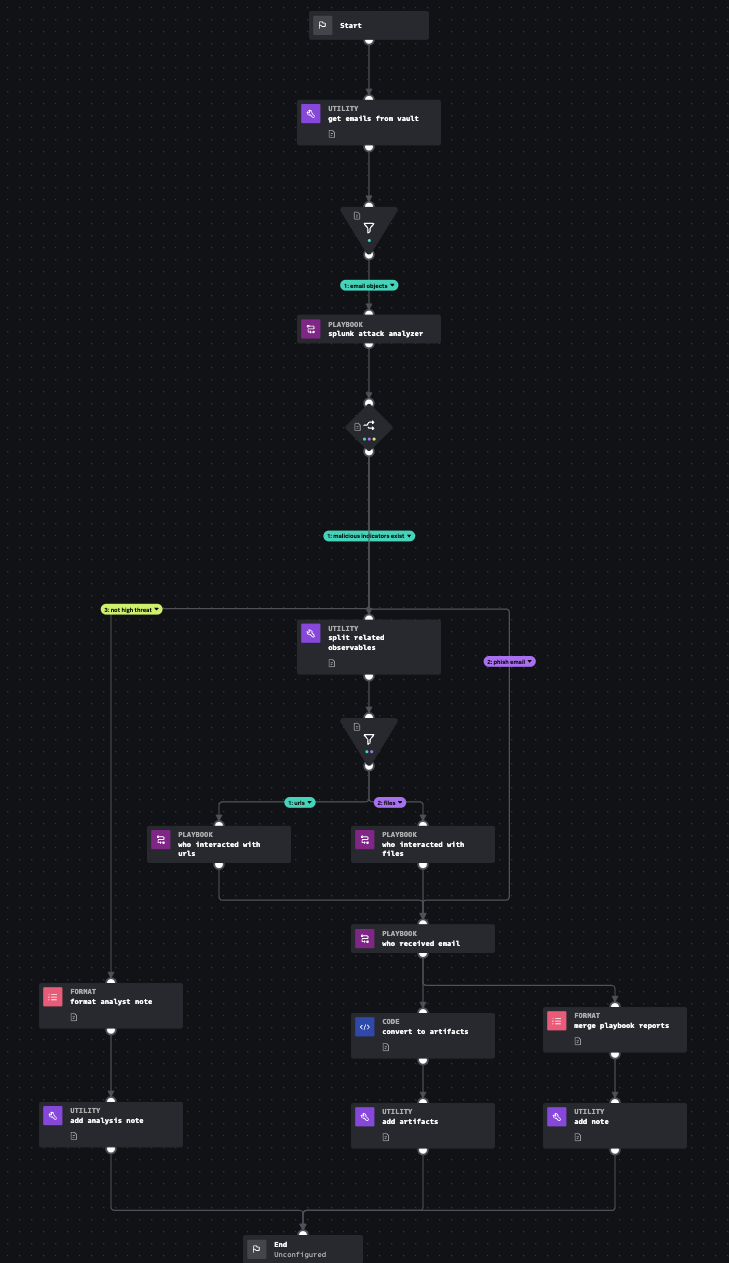 Start
UTILITY
get emails from vault
1: email objects
PLAYBOOK
splunk attack analyzer
1: malicious indicators exist
3: not high threat
UTILITY
split related
observables
2: phish email
1: urls
2: files
PLAYBOOK
who interacted with
urls
PLAYBOOK
who interacted with
files
PLAYBOOK
who received email
FORMAT
format analyst note
CODE
convert to artifacts
FORMAT
merge playbook reports
UTILITY
add analysis note
UTILITY
add artifacts
UTILITY
add note
End
Unconfigured